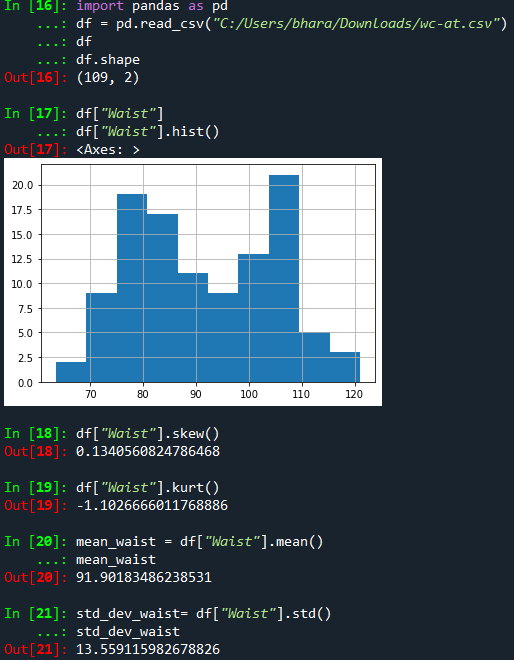 In [16]: import pandas as pd
    ...: df = pd.read_csv("C:/Users/bhara/Downloads/wc-at.csv")
    ...: df
    ...: df.shape
Out[16]: (109, 2)
In [17]: df["Waist"]
    ...: df["Waist"].hist()
Out[17]: <Axes: >
20.0
17.5
15.0
12.5
10.0
7.5
5.0
2.5
0.0
70 80 90 100 110 120
In [18]: df["Waist"].skew()
Out[18]: 0.1340560824786468
In [19]: df["Waist"].kurt()
Out[19]: -1.1026666011768886
In [20]: mean_waist = df["Waist"].mean()
    ...: mean_waist
Out[20]: 91.90183486238531
In [21]: std_dev_waist= df["Waist"].std()
    ...: std_dev_waist
Out[21]: 13.559115982678826